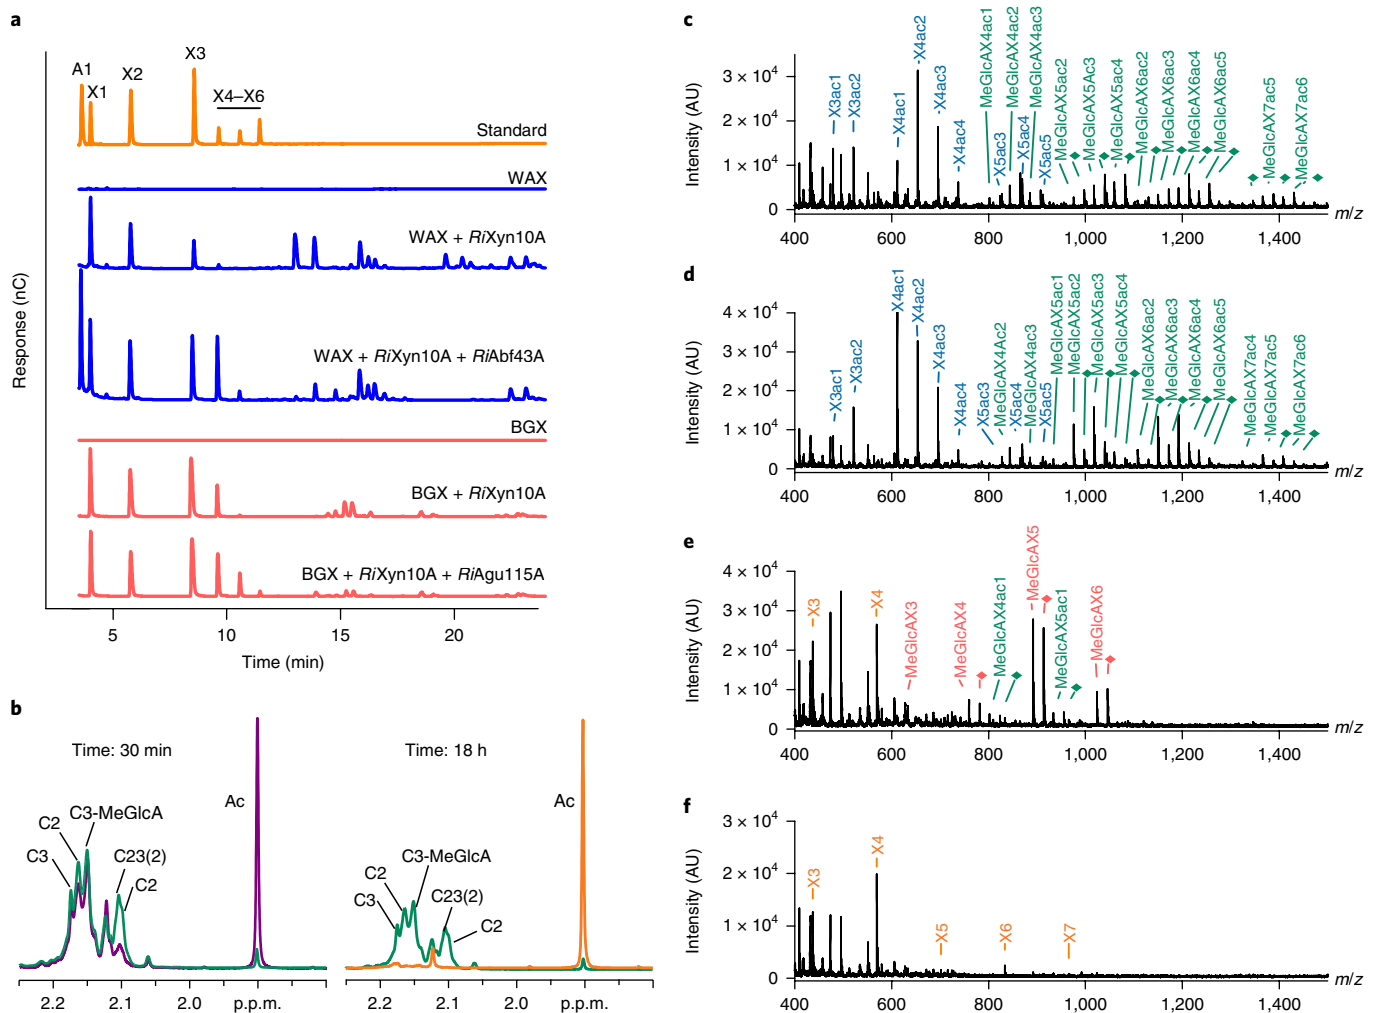 a
A1
X1
X2
X3
X4–X6
Standard
WAX
WAX + RiXyn10A
WAX + RiXyn10A + RiAbf43A
BGX
BGX + RiXyn10A
BGX + RiXyn10A + RiAgu115A
Response (nC)
5 10 15 20
Time (min)
b
Time: 30 min
C3
C2
C3-MeGlcA
C23(2)
C2
Ac
2.2 2.1 2.0 p.p.m.
Time: 18 h
C3
C2
C3-MeGlcA
C23(2)
C2
Ac
2.2 2.1 2.0 p.p.m.
c
Intensity (AU)
3 × 10⁴
2 × 10⁴
1 × 10⁴
0
X3ac1
X3ac2
X4ac1
X4ac2
X4ac3
X4ac4
MeGlcAX4ac1
X5ac3
MeGlcAX4ac2
X5ac4
MeGlcAX4ac3
X5ac5
MeGlcAX5ac2
MeGlcAX5Ac3
MeGlcAX5ac4
MeGlcAX6ac2
MeGlcAX6ac3
MeGlcAX6ac4
MeGlcAX6ac5
MeGlcAX7ac5
MeGlcAX7ac6
400 600 800 1,000 1,200 1,400
m/z
d
Intensity (AU)
4 × 10⁴
3 × 10⁴
2 × 10⁴
1 × 10⁴
0
X3ac1
X3ac2
X4ac1
X4ac2
X4ac3
X4ac4
X5ac3
MeGlcAX4Ac2
X5ac4
MeGlcAX4ac3
X5ac5
MeGlcAX5ac1
MeGlcAX5ac2
MeGlcAX5ac3
MeGlcAX5ac4
MeGlcAX6ac2
MeGlcAX6ac3
MeGlcAX6ac4
MeGlcAX6ac5
MeGlcAX7ac4
MeGlcAX7ac5
MeGlcAX7ac6
400 600 800 1,000 1,200 1,400
m/z
e
Intensity (AU)
4 × 10⁴
3 × 10⁴
2 × 10⁴
1 × 10⁴
0
X3
X4
MeGlcAX3
MeGlcAX4
MeGlcAX4ac1
MeGlcAX5
MeGlcAX5ac1
MeGlcAX6
400 600 800 1,000 1,200 1,400
m/z
f
Intensity (AU)
3 × 10⁴
2 × 10⁴
1 × 10⁴
0
X3
X4
X5
X6
X7
400 600 800 1,000 1,200 1,400
m/z